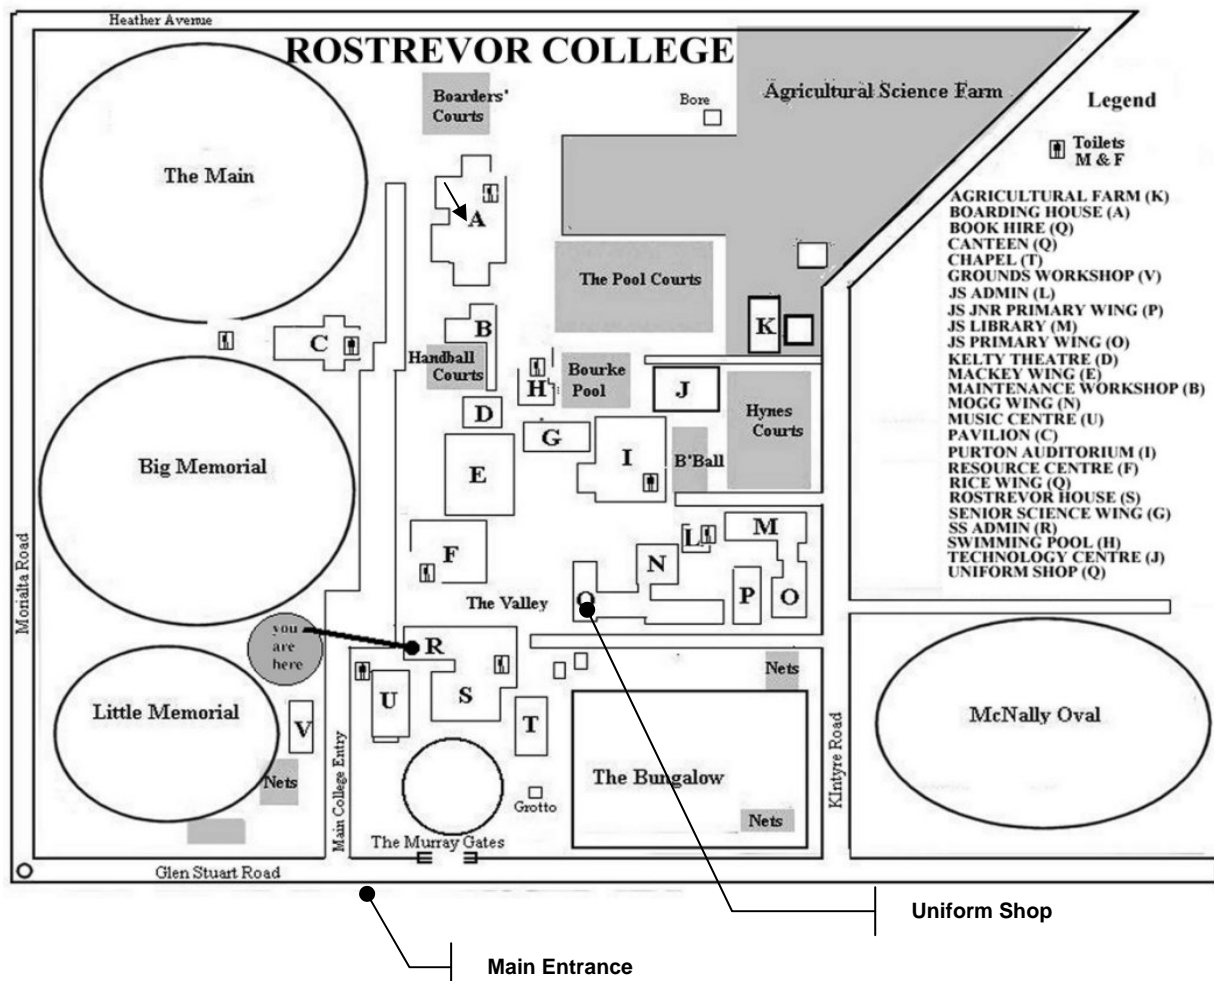 Heather Avenue
ROSTREVOR COLLEGE
Boarders'
Courts
Bore
Agricultural Science Farm
Legend
Toilets
M & F
The Main
A
AGRICULTURAL FARM (K)
BOARDING HOUSE (A)
BOOK HIRE (Q)
CANTEEN (Q)
CHAPEL (T)
GROUNDS WORKSHOP (V)
JS ADMIN (L)
JS JNR PRIMARY WING (P)
JS LIBRARY (M)
JS PRIMARY WING (O)
KELTY THEATRE (D)
MACKEY WING (E)
MAINTENANCE WORKSHOP (B)
MOGG WING (N)
MUSIC CENTRE (U)
PAVILION (C)
PURTON AUDITORIUM (I)
RESOURCE CENTRE (F)
RICE WING (Q)
ROSTREVOR HOUSE (S)
SENIOR SCIENCE WING (G)
SS ADMIN (R)
SWIMMING POOL (H)
TECHNOLOGY CENTRE (J)
UNIFORM SHOP (Q)
The Pool Courts
K
B
C
Handball
Courts
H
Bourke
Pool
J
Hynes
Courts
D
G
E
I
B'Ball
Big Memorial
Morialta Road
F
L
M
N
The Valley
Q
P
O
you
are
here
R
S
U
T
V
Little Memorial
Nets
Main College Entry
Nets
The Bungalow
Nets
KIntyre Road
McNally Oval
Grotto
The Murray Gates
Glen Stuart Road
Uniform Shop
Main Entrance